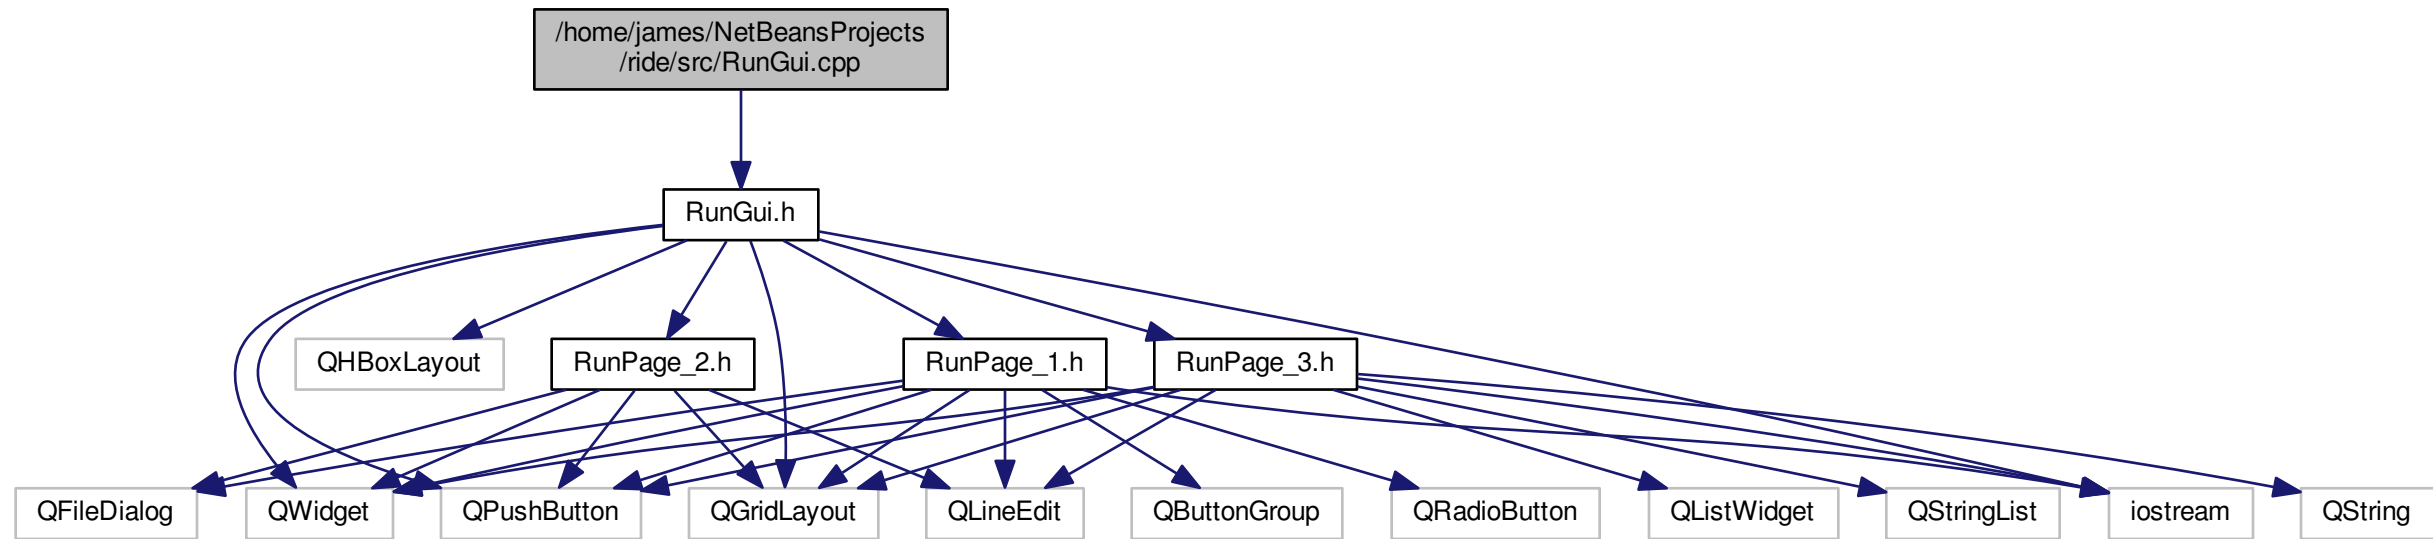 /home/james/NetBeansProjects
/ride/src/RunGui.cpp
RunGui.h
QHBoxLayout
RunPage_2.h
RunPage_1.h
RunPage_3.h
QFileDialog
QWidget
QPushButton
QGridLayout
QLineEdit
QButtonGroup
QRadioButton
QListWidget
QStringList
iostream
QString